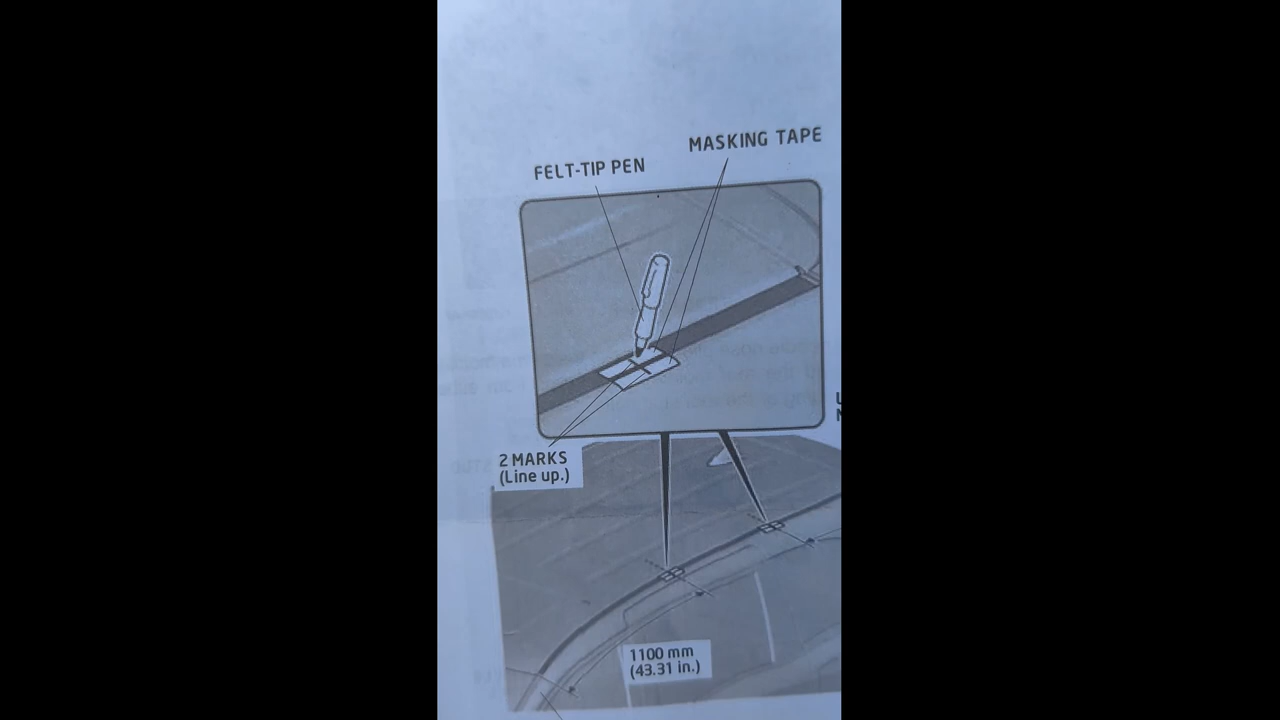 MASKING TAPE
FELT-TIP PEN
2 MARKS
(Line up.)
1100 mm
(43.31 in.)